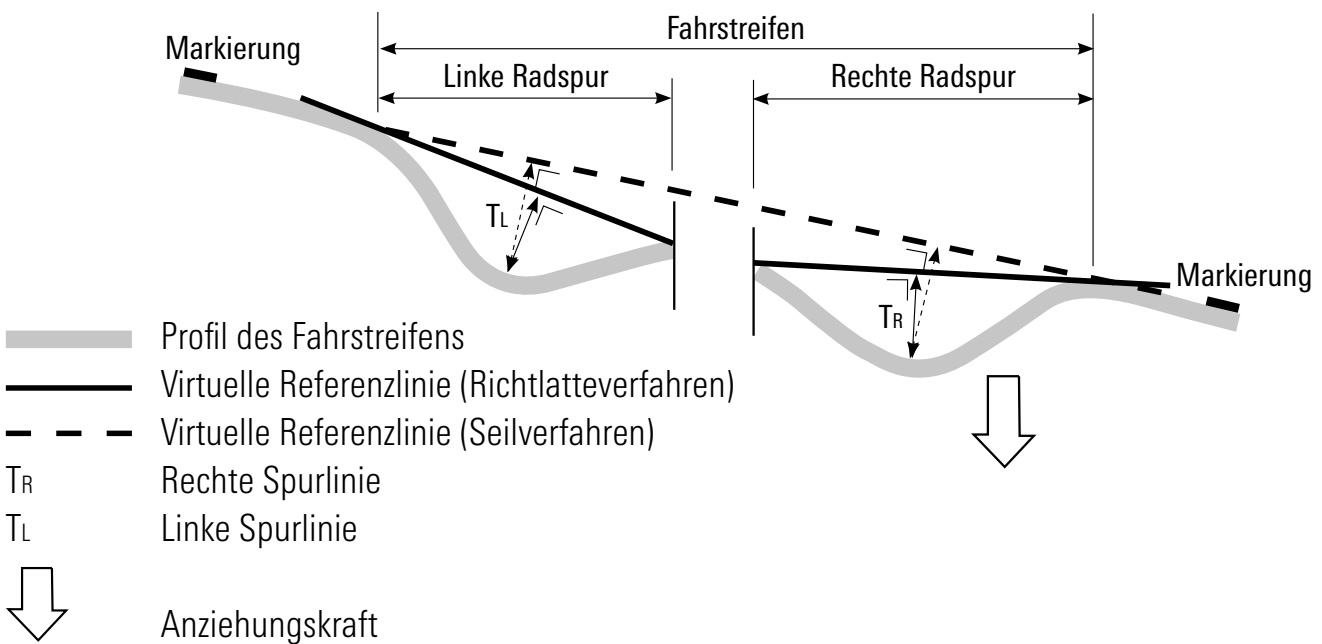 Fahrstreifen
Markierung
Linke Radspur
Rechte Radspur
TL
Markierung
TR
Profil des Fahrstreifens
Virtuelle Referenzlinie (Richtlatteverfahren)
Virtuelle Referenzlinie (Seilverfahren)
TR Rechte Spurlinie
TL Linke Spurlinie
Anziehungskraft